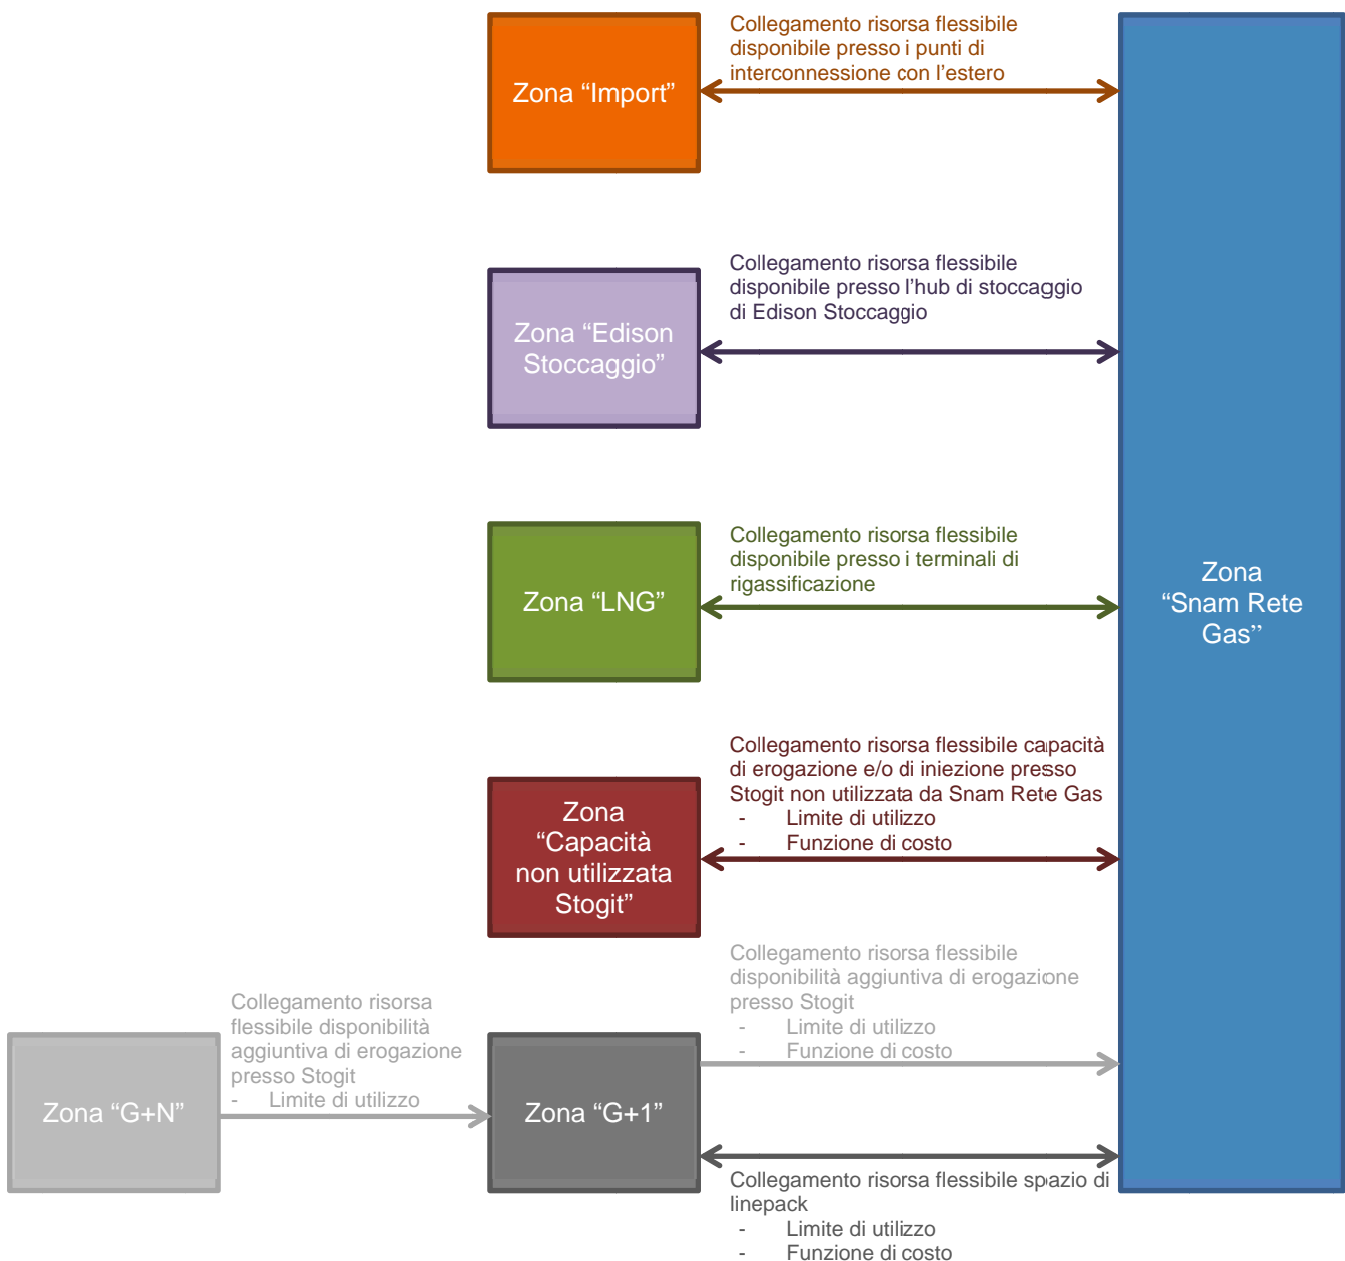 Collegamento risorsa flessibile
disponibile presso i punti di
interconnessione con l'estero
Zona “Import”
Collegamento risorsa flessibile
disponibile presso l'hub di stoccaggio
di Edison Stoccaggio
Zona “Edison
Stoccaggio”
Collegamento risorsa flessibile
disponibile presso i terminali di
rigassificazione
Zona “LNG”
Zona
“Snam Rete
Gas”
Collegamento risorsa flessibile capacità
di erogazione e/o di iniezione presso
Stogit non utilizzata da Snam Rete Gas
- Limite di utilizzo
- Funzione di costo
Zona
“Capacità
non utilizzata
Stogit”
Collegamento risorsa flessibile
disponibilità aggiuntiva di erogazione
presso Stogit
- Limite di utilizzo
- Funzione di costo
Collegamento risorsa
flessibile disponibilità
aggiuntiva di erogazione
presso Stogit
- Limite di utilizzo
Zona “G+N”
Zona “G+1”
Collegamento risorsa flessibile spazio di
linepack
- Limite di utilizzo
- Funzione di costo